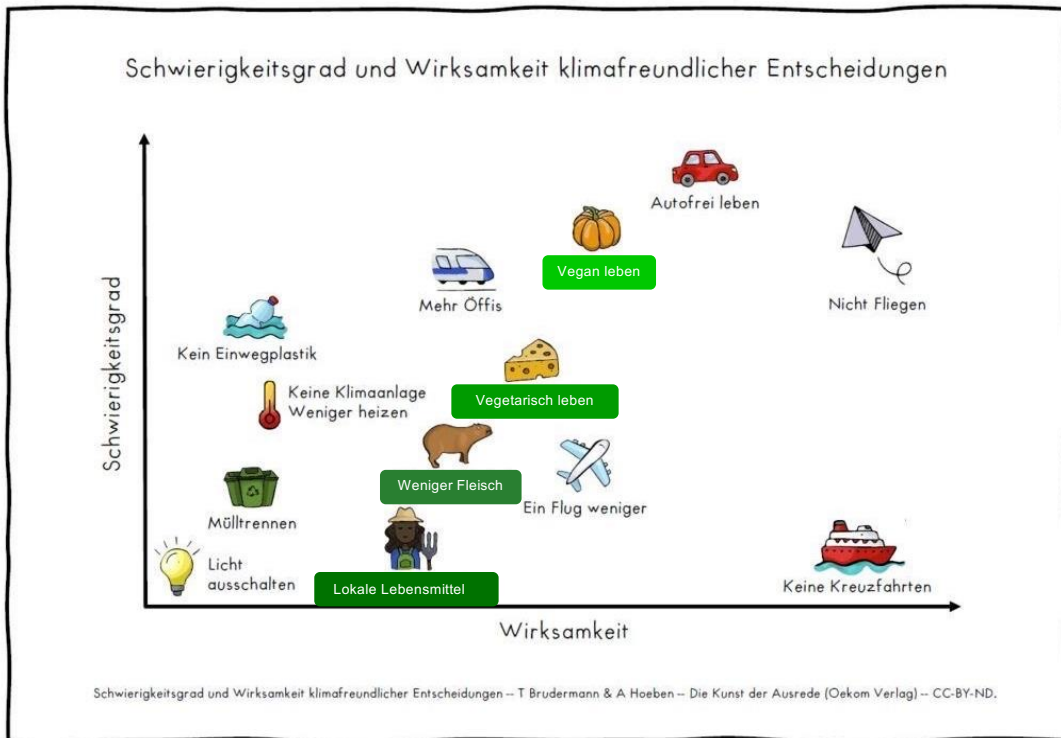 Schwierigkeitsgrad und Wirksamkeit klimafreundlicher Entscheidungen
Autofrei leben
Vegan leben
Mehr Öffis
Nicht Fliegen
Kein Einwegplastik
Keine Klimaanlage
Weniger heizen
Vegetarisch leben
Weniger Fleisch
Ein Flug weniger
Mülltrennen
Licht
ausschalten
Lokale Lebensmittel
Keine Kreuzfahrten
Schwierigkeitsgrad
Wirksamkeit
Schwierigkeitsgrad und Wirksamkeit klimafreundlicher Entscheidungen -- T Brudermann & A Hoeben -- Die Kunst der Ausrede (Oekom Verlag) -- CC-BY-ND.